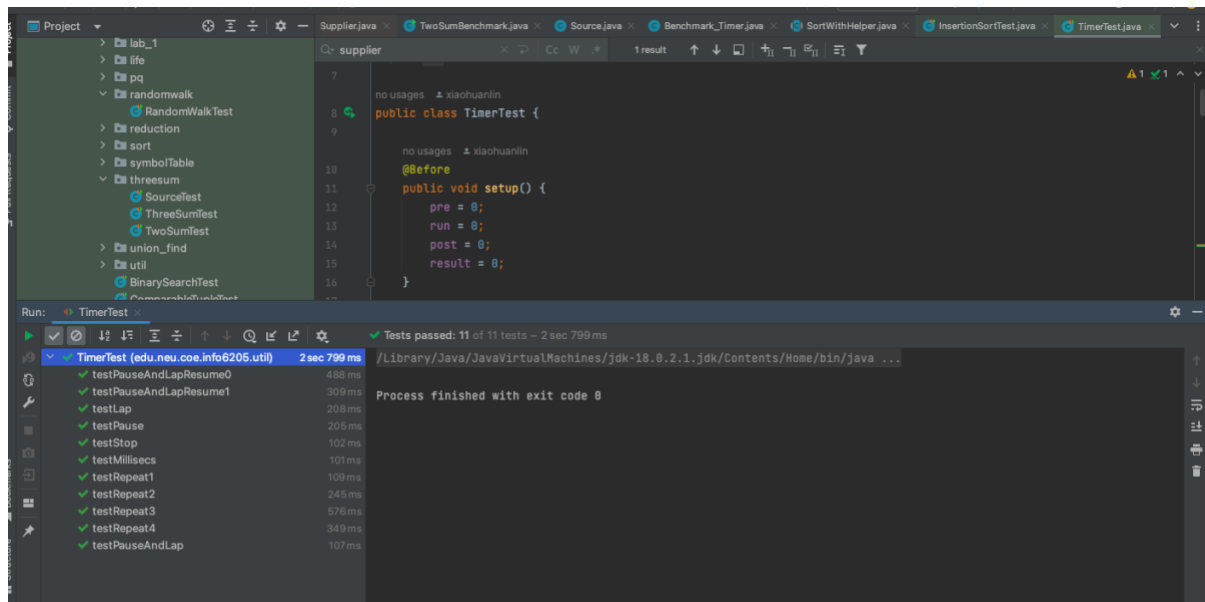 Project
Supplier.java TwoSumBenchmark.java Source.java Benchmark_Timer.java SortWithHelper.java InsertionSortTest.java TimerTest.java
lab_1
life
pq
randomwalk
RandomWalkTest
reduction
sort
symbolTable
threesum
SourceTest
ThreeSumTest
TwoSumTest
union_find
util
BinarySearchTest
ComparableTupleTest
supplier Cc W .* 1 result
1 1
7
no usages xiaohuanlin
8 public class TimerTest {
9
no usages xiaohuanlin
10 @Before
11 public void setup() {
12 pre = 0;
13 run = 0;
14 post = 0;
15 result = 0;
16 }
Run: TimerTest
Tests passed: 11 of 11 tests – 2 sec 799 ms
TimerTest (edu.neu.coe.info6205.util) 2 sec 799 ms
testPauseAndLapResume0 488 ms
testPauseAndLapResume1 309 ms
testLap 208 ms
testPause 205 ms
testStop 102 ms
testMillisecs 101 ms
testRepeat1 109 ms
testRepeat2 245 ms
testRepeat3 576 ms
testRepeat4 349 ms
testPauseAndLap 107 ms
/Library/Java/JavaVirtualMachines/jdk-18.0.2.1.jdk/Contents/Home/bin/java ...
Process finished with exit code 0